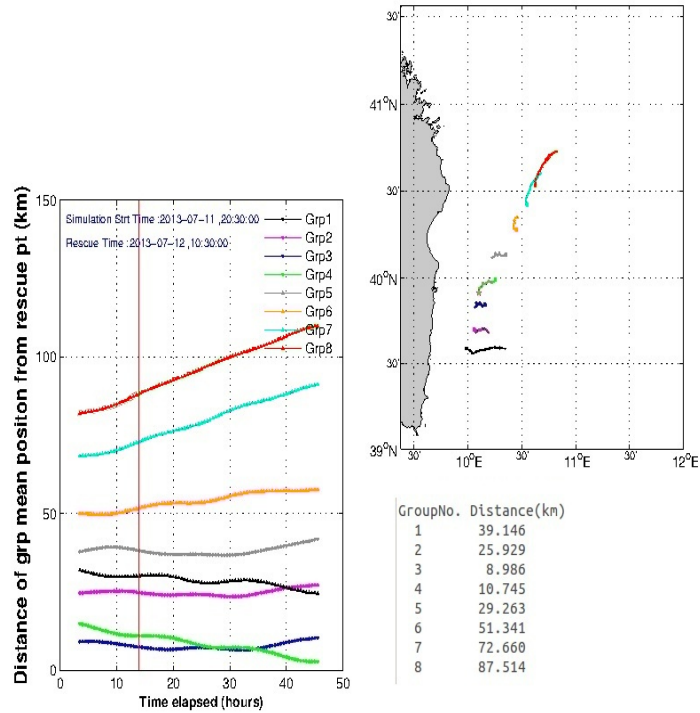 Distance of grp mean positon from rescue pt (km)
150
100
50
0
Simulation Strt Time :2013-07-11 ,20:30:00
Rescue Time :2013-07-12 ,10:30:00
Grp1
Grp2
Grp3
Grp4
Grp5
Grp6
Grp7
Grp8
0 10 20 30 40 50
Time elapsed (hours)
41°N
30'
40°N
30'
39°N
30' 10°E 30' 11°E 30' 12°E
GroupNo. Distance(km)
1 39.146
2 25.929
3 8.986
4 10.745
5 29.263
6 51.341
7 72.660
8 87.514